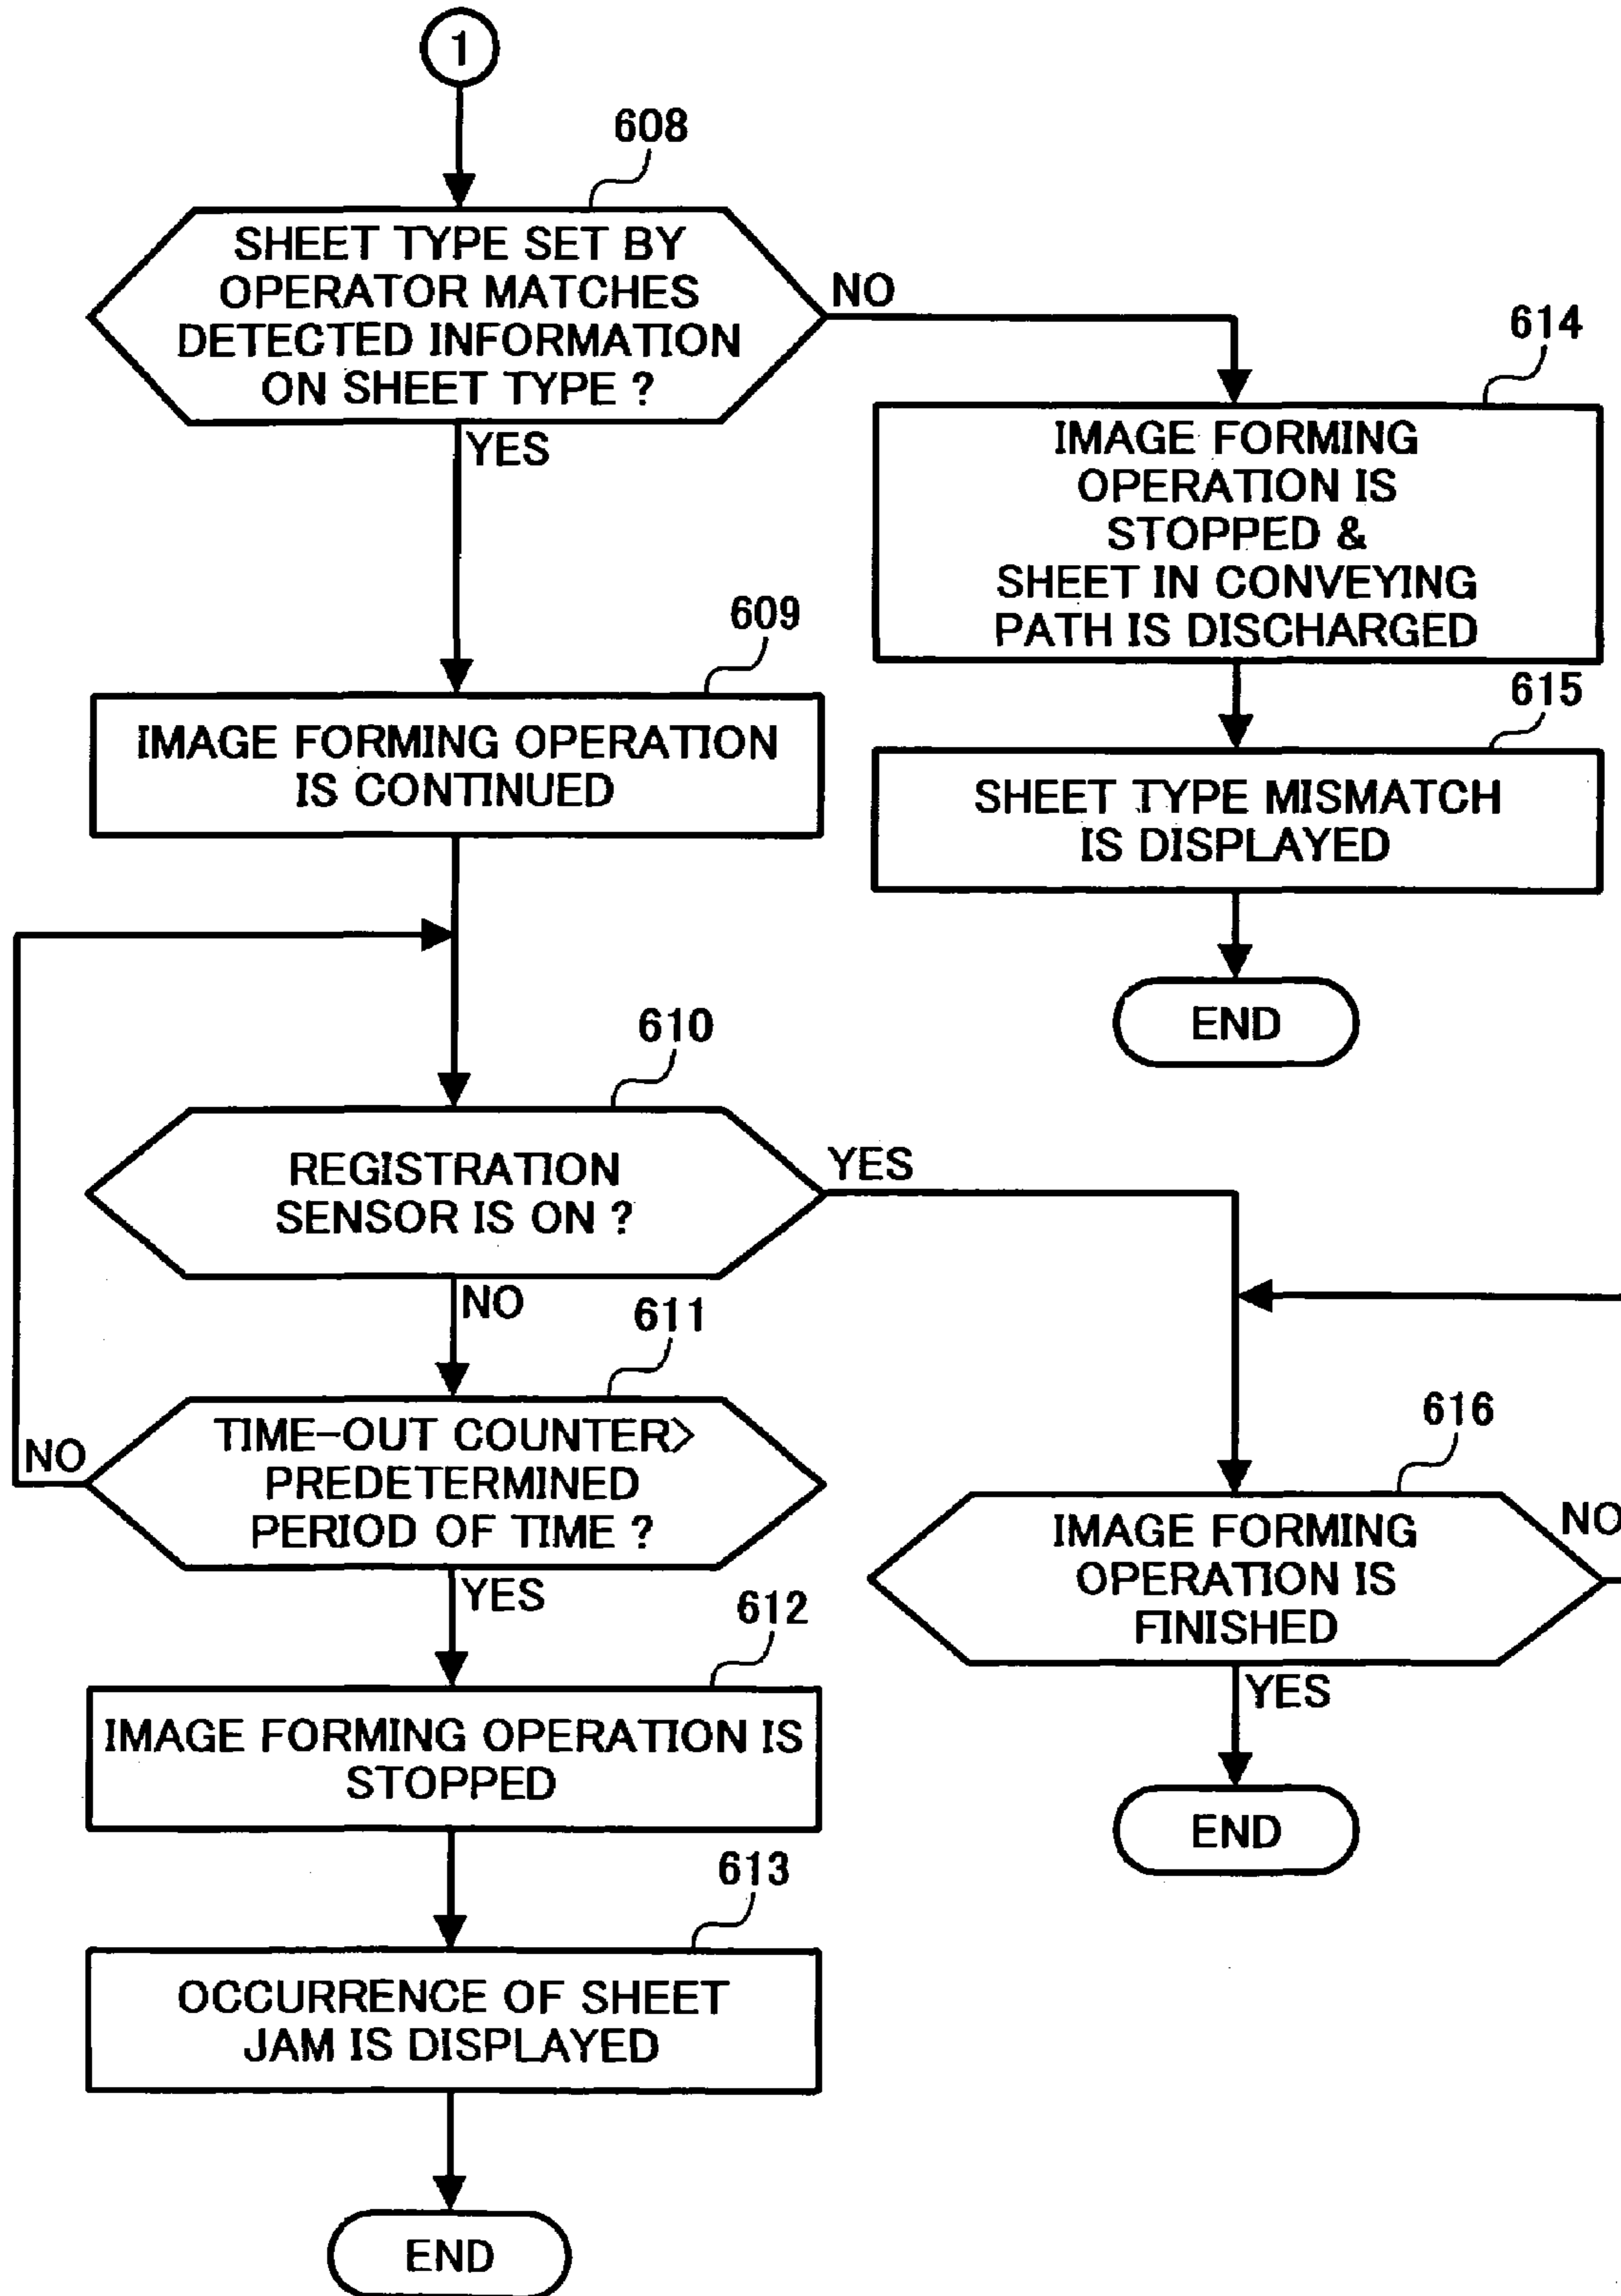 1
608
SHEET TYPE SET BY
OPERATOR MATCHES
DETECTED INFORMATION
ON SHEET TYPE ?
NO
YES
614
IMAGE FORMING
OPERATION IS
STOPPED &
SHEET IN CONVEYING
PATH IS DISCHARGED
609
IMAGE FORMING OPERATION
IS CONTINUED
615
SHEET TYPE MISMATCH
IS DISPLAYED
END
610
REGISTRATION
SENSOR IS ON ?
YES
NO
611
TIME-OUT COUNTER>
PREDETERMINED
PERIOD OF TIME ?
NO
YES
616
IMAGE FORMING
OPERATION IS
FINISHED
NO
YES
END
612
IMAGE FORMING OPERATION IS
STOPPED
613
OCCURRENCE OF SHEET
JAM IS DISPLAYED
END